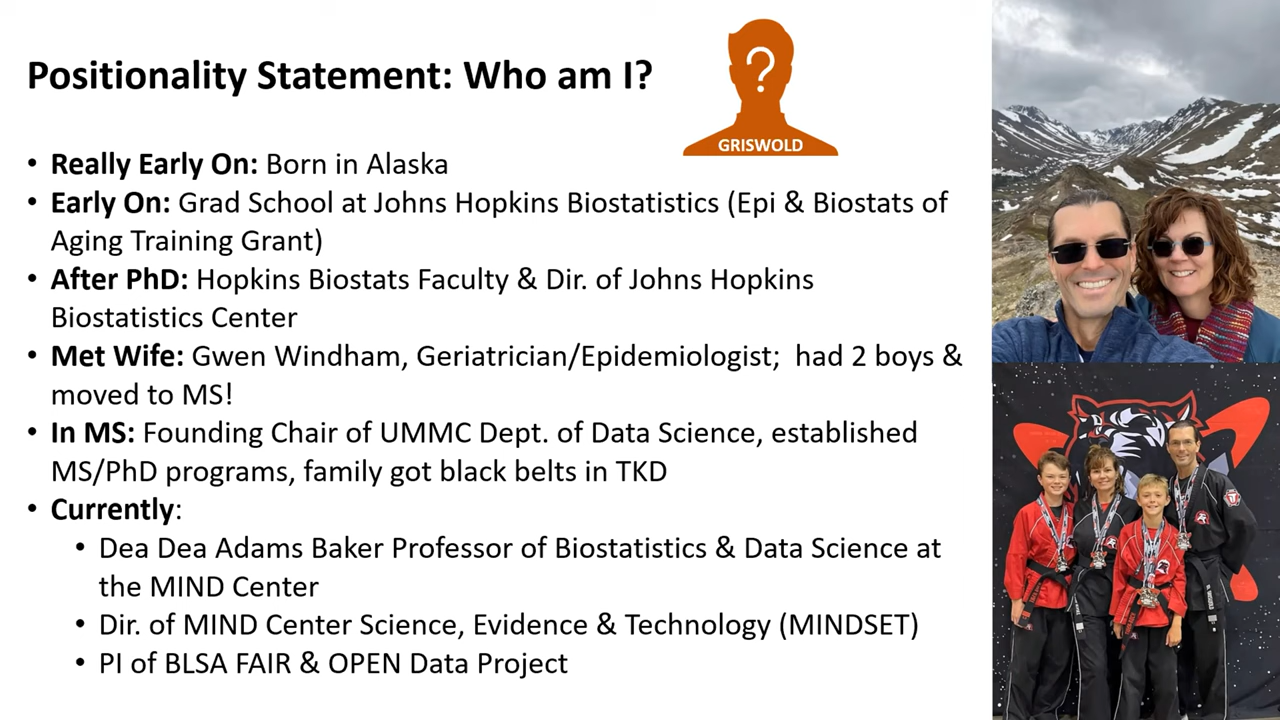 Positionality Statement: Who am I?
GRISWOLD
• Really Early On: Born in Alaska
• Early On: Grad School at Johns Hopkins Biostatistics (Epi & Biostats of
Aging Training Grant)
• After PhD: Hopkins Biostats Faculty & Dir. of Johns Hopkins
Biostatistics Center
• Met Wife: Gwen Windham, Geriatrician/Epidemiologist; had 2 boys &
moved to MS!
• In MS: Founding Chair of UMMC Dept. of Data Science, established
MS/PhD programs, family got black belts in TKD
• Currently:
• Dea Dea Adams Baker Professor of Biostatistics & Data Science at
the MIND Center
• Dir. of MIND Center Science, Evidence & Technology (MINDSET)
• PI of BLSA FAIR & OPEN Data Project